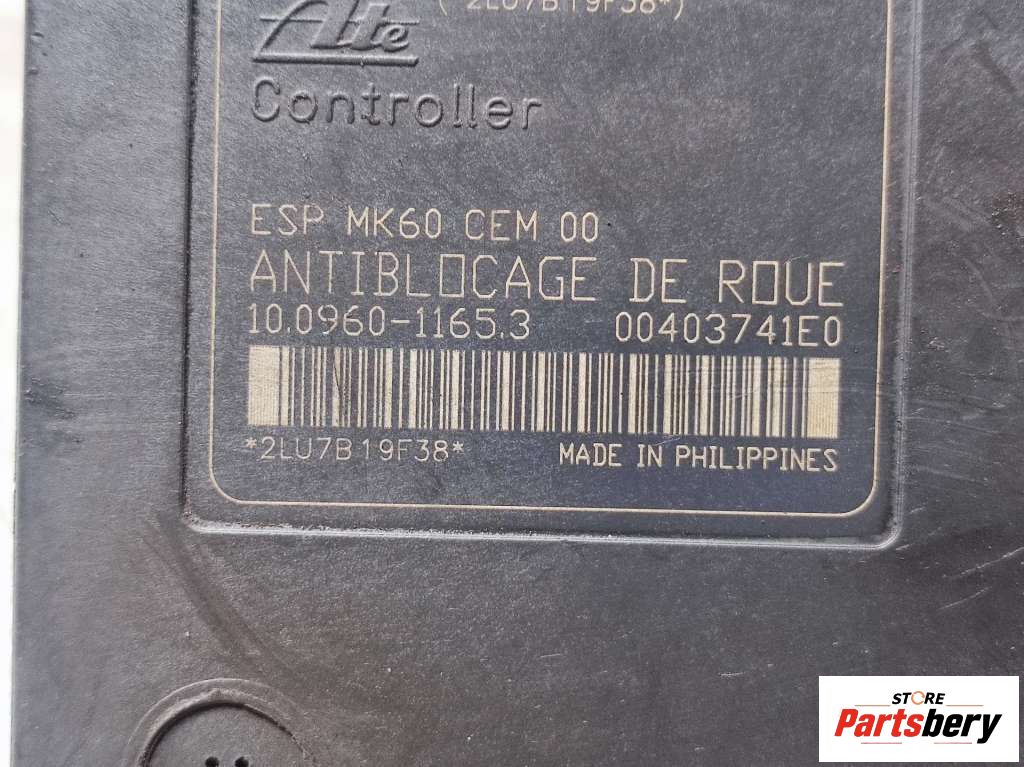 (*2LU7B19F38*)
Ate
Controller
ESP MK60 CEM 00
ANTIBLOCAGE DE ROUE
10.0960-1165.3 00403741E0
*2LU7B19F38* MADE IN PHILIPPINES
STORE
Partsbery